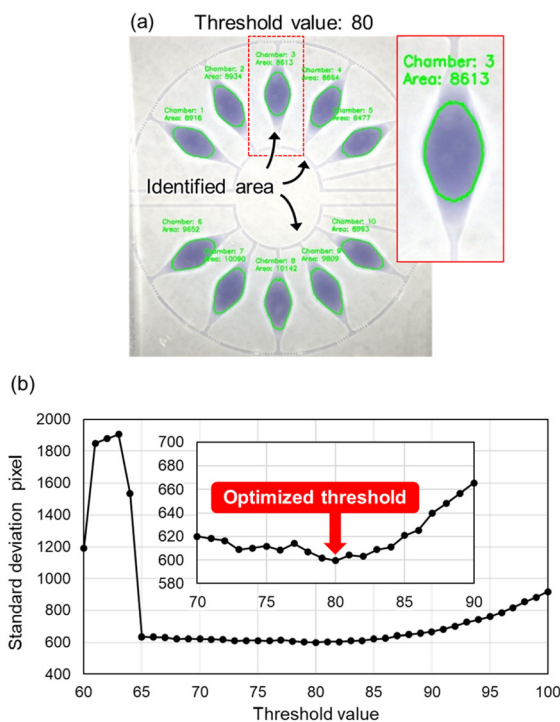 (a)
Threshold value: 80
Chamber: 3
Area: 8613
Chamber: 2
Area: 8934
Chamber: 4
Area: 8664
Chamber: 1
Area: 8918
Chamber: 5
Area: 8477
Identified area
Chamber: 6
Area: 9652
Chamber: 7
Area: 10090
Chamber: 8
Area: 10142
Chamber: 9
Area: 9809
Chamber: 10
Area: 8993
Chamber: 3
Area: 8613
(b)
Standard deviation pixel
2000
1800
1600
1400
1200
1000
800
600
400
60
65
70
75
80
85
90
95
100
Threshold value
700
680
660
640
620
600
580
70
75
80
85
90
Optimized threshold